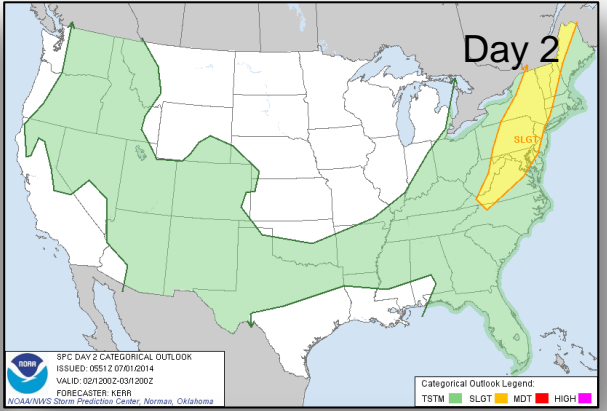 Day 2
SLGT
NOAA
SPC DAY 2 CATEGORICAL OUTLOOK
ISSUED: 0551Z 07/01/2014
VALID: 02/1200Z-03/1200Z
FORECASTER: KERR
NOAA/NWS Storm Prediction Center, Norman, Oklahoma
Categorical Outlook Legend:
TSTM SLGT MDT HIGH